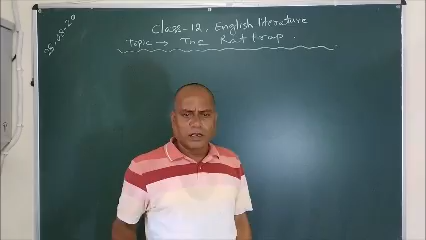 Class-12, English literature
Topic → The Rat trap.